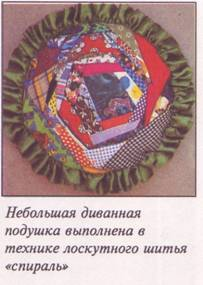 Небольшая диванная
подушка выполнена в
технике лоскутного шитья
«спираль»